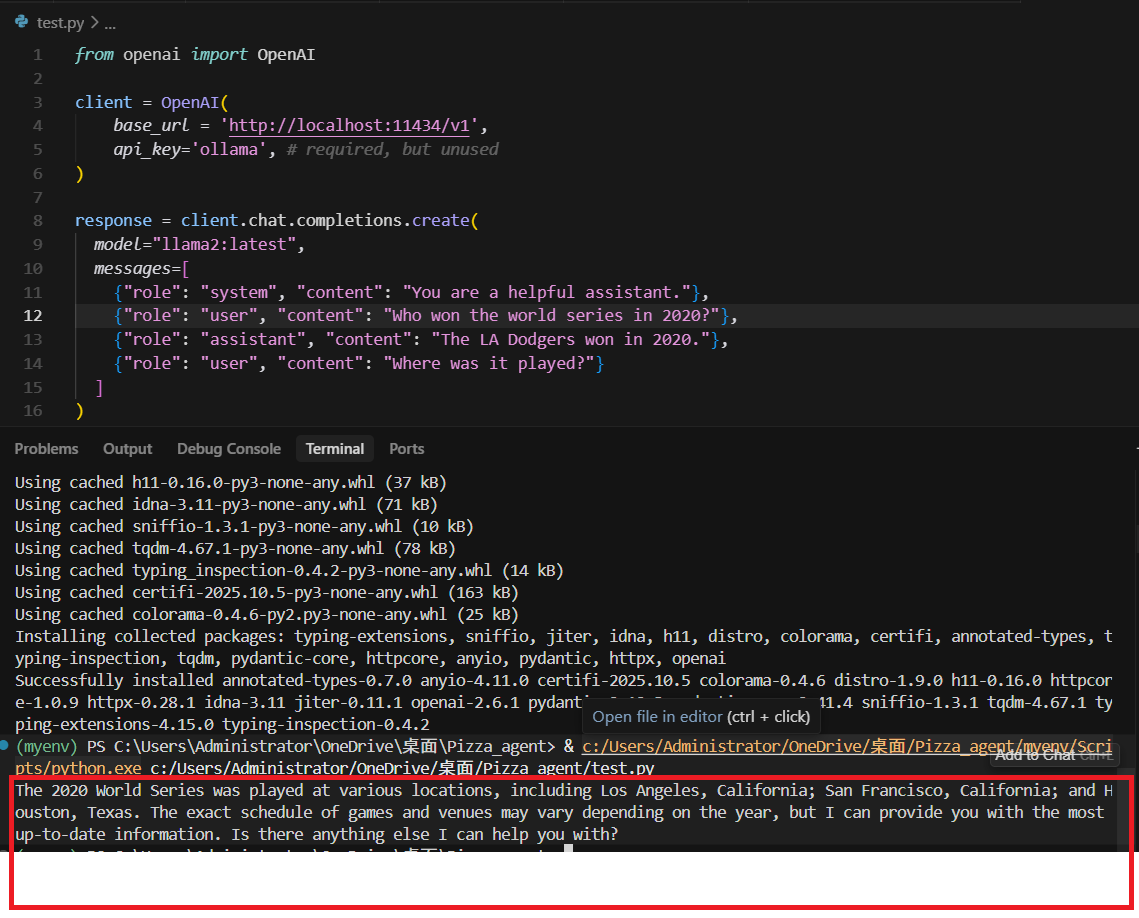 test.py > ...
1 from openai import OpenAI
2
3 client = OpenAI(
4 base_url = 'http://localhost:11434/v1',
5 api_key='ollama', # required, but unused
6 )
7
8 response = client.chat.completions.create(
9 model="llama2:latest",
10 messages=[
11 {"role": "system", "content": "You are a helpful assistant."},
12 {"role": "user", "content": "Who won the world series in 2020?"},
13 {"role": "assistant", "content": "The LA Dodgers won in 2020."},
14 {"role": "user", "content": "Where was it played?"}
15 ]
16 )
Problems Output Debug Console Terminal Ports
Using cached h11-0.16.0-py3-none-any.whl (37 kB)
Using cached idna-3.11-py3-none-any.whl (71 kB)
Using cached sniffio-1.3.1-py3-none-any.whl (10 kB)
Using cached tqdm-4.67.1-py3-none-any.whl (78 kB)
Using cached typing_inspection-0.4.2-py3-none-any.whl (14 kB)
Using cached certifi-2025.10.5-py3-none-any.whl (163 kB)
Using cached colorama-0.4.6-py2.py3-none-any.whl (25 kB)
Installing collected packages: typing-extensions, sniffio, jiter, idna, h11, distro, colorama, certifi, annotated-types, t
yping-inspection, tqdm, pydantic-core, httpcore, anyio, pydantic, httpx, openai
Successfully installed annotated-types-0.7.0 anyio-4.11.0 certifi-2025.10.5 colorama-0.4.6 distro-1.9.0 h11-0.16.0 httpcor
e-1.0.9 httpx-0.28.1 idna-3.11 jiter-0.11.1 openai-2.6.1 41.4 sniffio-1.3.1 tqdm-4.67.1 ty
ping-extensions-4.15.0 typing-inspection-0.4.2
Open file in editor (ctrl + click)
(myenv) PS C:\Users\Administrator\OneDrive\桌面\Pizza_agent> & c:/Users/Administrator/OneDrive/桌面/Pizza_agent/myenv/Scri
pts/python.exe c:/Users/Administrator/OneDrive/桌面/Pizza_agent/test.py
Add to Chat Ctrl+L
The 2020 World Series was played at various locations, including Los Angeles, California; San Francisco, California; and H
ouston, Texas. The exact schedule of games and venues may vary depending on the year, but I can provide you with the most
up-to-date information. Is there anything else I can help you with?